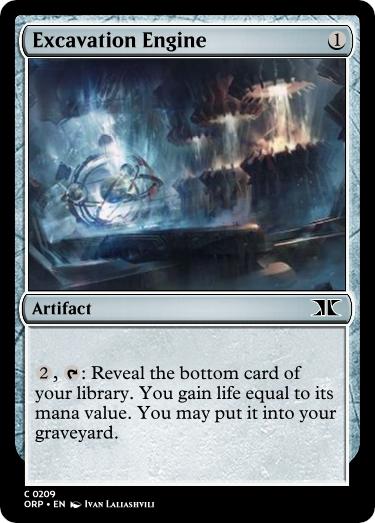 Excavation Engine 1
Artifact
2, T: Reveal the bottom card of
your library. You gain life equal to its
mana value. You may put it into your
graveyard.
C 0209
ORP • EN Ivan Laliashvili